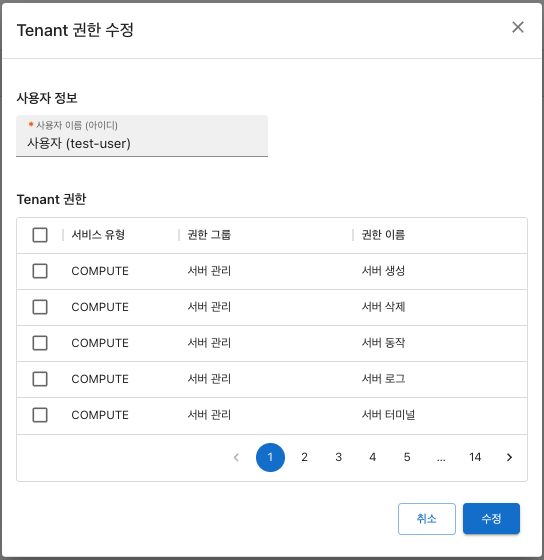 Tenant 권한 수정
사용자 정보
* 사용자 이름 (아이디)
사용자 (test-user)
Tenant 권한
서비스 유형 권한 그룹 권한 이름
COMPUTE 서버 관리 서버 생성
COMPUTE 서버 관리 서버 삭제
COMPUTE 서버 관리 서버 동작
COMPUTE 서버 관리 서버 로그
COMPUTE 서버 관리 서버 터미널
1 2 3 4 5 ... 14
취소 수정